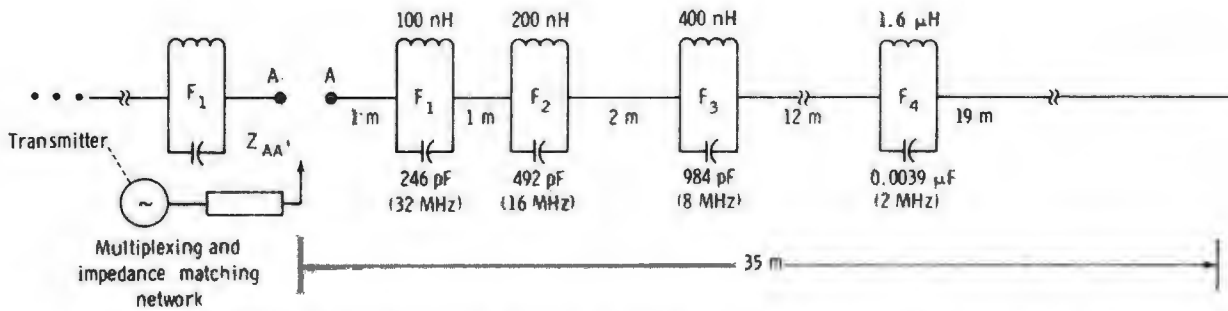 100 nH
200 nH
400 nH
1.6 μH
F1
A
A
F1
F2
F3
F4
1 m
1 m
2 m
12 m
19 m
Transmitter
ZAA'
~
246 pF
(32 MHz)
492 pF
(16 MHz)
984 pF
(8 MHz)
0.0039 μF
(2 MHz)
Multiplexing and
impedance matching
network
35 m